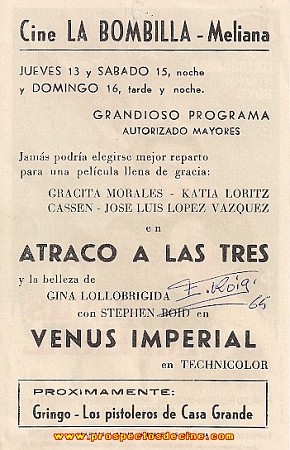 Cine LA BOMBILLA - Meliana
JUEVES 13 y SABADO 15, noche
y DOMINGO 16, tarde y noche.
GRANDIOSO PROGRAMA
AUTORIZADO MAYORES
Jamás podría elegirse mejor reparto
para una película llena de gracia:
GRACITA MORALES - KATIA LORITZ
CASSEN - JOSE LUIS LOPEZ VAZQUEZ
en
ATRACO A LAS TRES
y la belleza de
GINA LOLLOBRIGIDA
E. Roig
65
con STEPHEN BOID en
VENUS IMPERIAL
en TECHNICOLOR
PROXIMAMENTE:
Gringo - Los pistoleros de Casa Grande
www.prospectosdecine.com